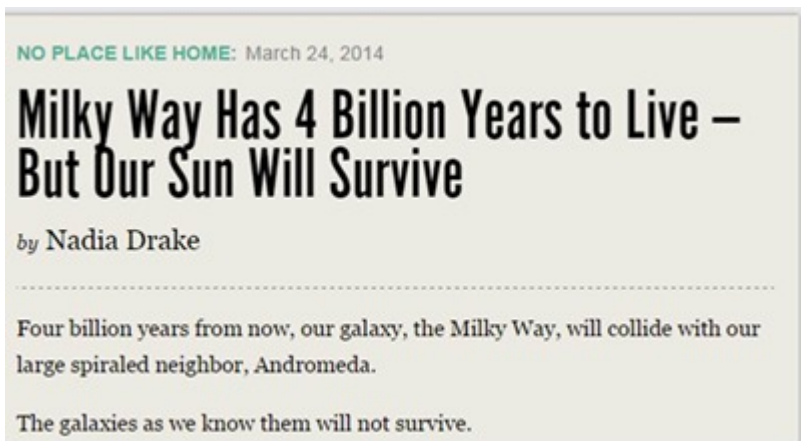 NO PLACE LIKE HOME: March 24, 2014
Milky Way Has 4 Billion Years to Live –
But Our Sun Will Survive
by Nadia Drake
Four billion years from now, our galaxy, the Milky Way, will collide with our
large spiraled neighbor, Andromeda.
The galaxies as we know them will not survive.